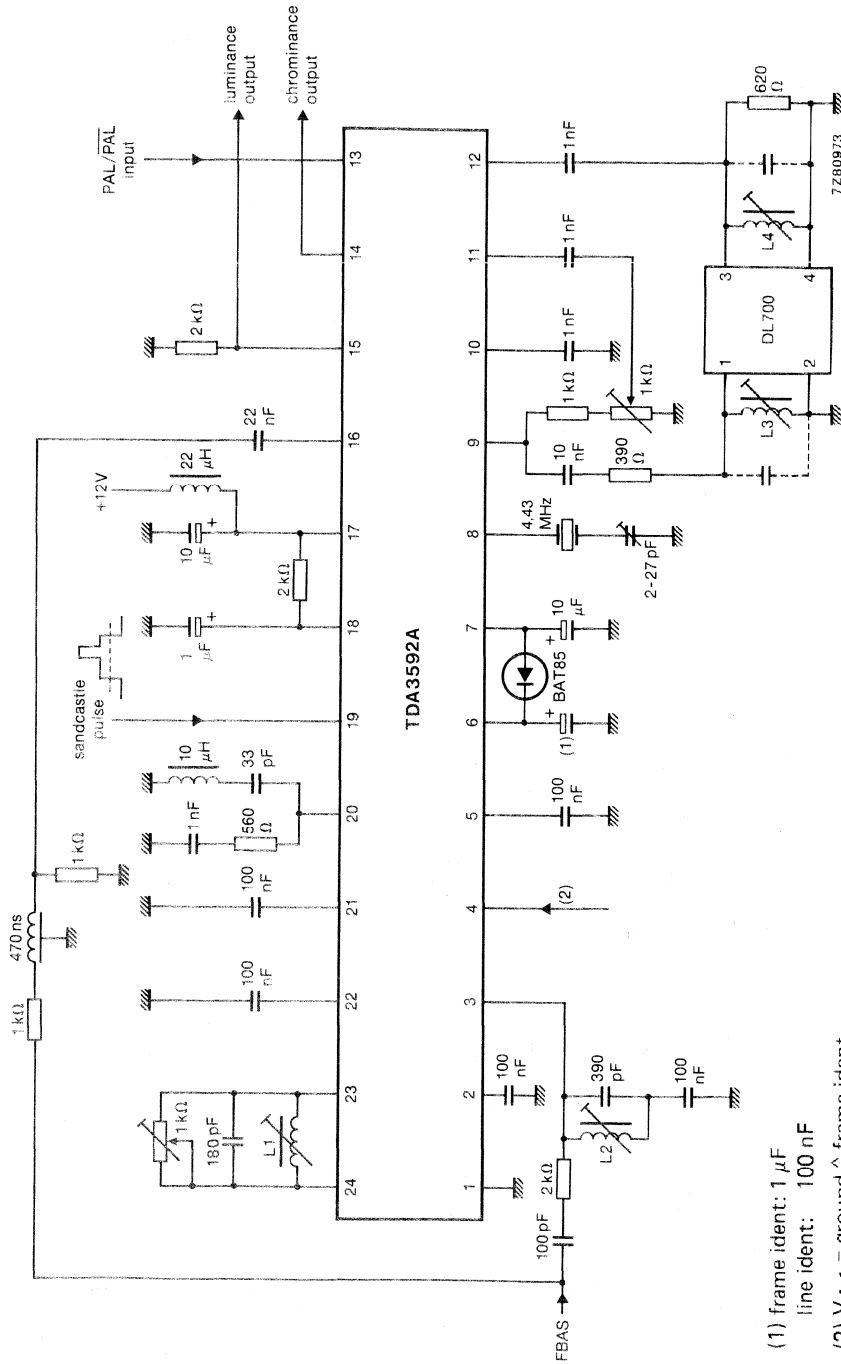 PAL/PAL
input
luminance
output
chrominance
output
sandcastle
pulse
+12V
470 ns
1 kΩ
1 kΩ
1 kΩ
180 pF
L1
100
nF
100
nF
1 nF
560
Ω
10
μH
33
pF
1
μF
+
10
μF
+
2 kΩ
22
μH
22
nF
2 kΩ
24
23
22
21
20
19
18
17
16
15
14
13
TDA3592A
1
2
3
4
5
6
7
8
9
10
11
12
FBAS
100 pF
2 kΩ
L2
390
pF
100
nF
100
nF
(2)
100
nF
(1)
+
BAT85
+
10
μF
4.43
MHz
2-27 pF
10
nF
390
Ω
1 kΩ
1 kΩ
1 nF
1 nF
1 nF
L3
1
2
DL700
3
4
L4
620
Ω
7Z80973
(1) frame ident: 1 μF
line ident: 100 nF